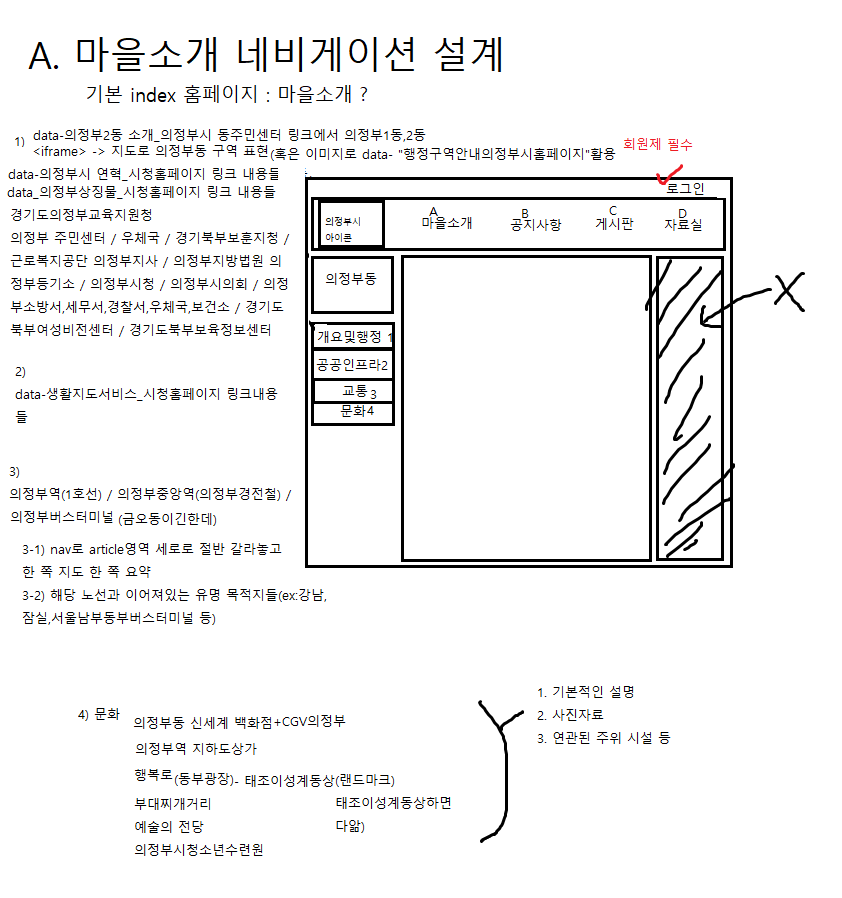 A. 마을소개 네비게이션 설계
기본 index 홈페이지 : 마을소개 ?
1) data-의정부2동 소개_의정부시 동주민센터 링크에서 의정부1동,2동
<iframe> -> 지도로 의정부동 구역 표현(혹은 이미지로 data- "행정구역안내의정부시홈페이지"활용
회원제 필수
data-의정부시 연혁_시청홈페이지 링크 내용들
data_의정부상징물_시청홈페이지 링크 내용들
경기도의정부교육지원청
의정부 주민센터 / 우체국 / 경기북부보훈지청 /
근로복지공단 의정부지사 / 의정부지방법원 의
정부등기소 / 의정부시청 / 의정부시의회 / 의정
부소방서,세무서,경찰서,우체국,보건소 / 경기도
북부여성비전센터 / 경기도북부보육정보센터
로그인
의정부시
아이콘
A
마을소개
B
공지사항
C
게시판
D
자료실
의정부동
개요및행정 1
공공인프라2
교통 3
문화4
X
2)
data-생활지도서비스_시청홈페이지 링크내용
들
3)
의정부역(1호선) / 의정부중앙역(의정부경전철) /
의정부버스터미널 (금오동이긴한데)
3-1) nav로 article영역 세로로 절반 갈라놓고
한 쪽 지도 한 쪽 요약
3-2) 해당 노선과 이어져있는 유명 목적지들(ex:강남,
잠실,서울남부동부버스터미널 등)
4) 문화
의정부동 신세계 백화점+CGV의정부
의정부역 지하도상가
행복로(동부광장)- 태조이성계동상(랜드마크)
부대찌개거리
태조이성계동상하면
예술의 전당
다앎)
의정부시청소년수련원
1. 기본적인 설명
2. 사진자료
3. 연관된 주위 시설 등